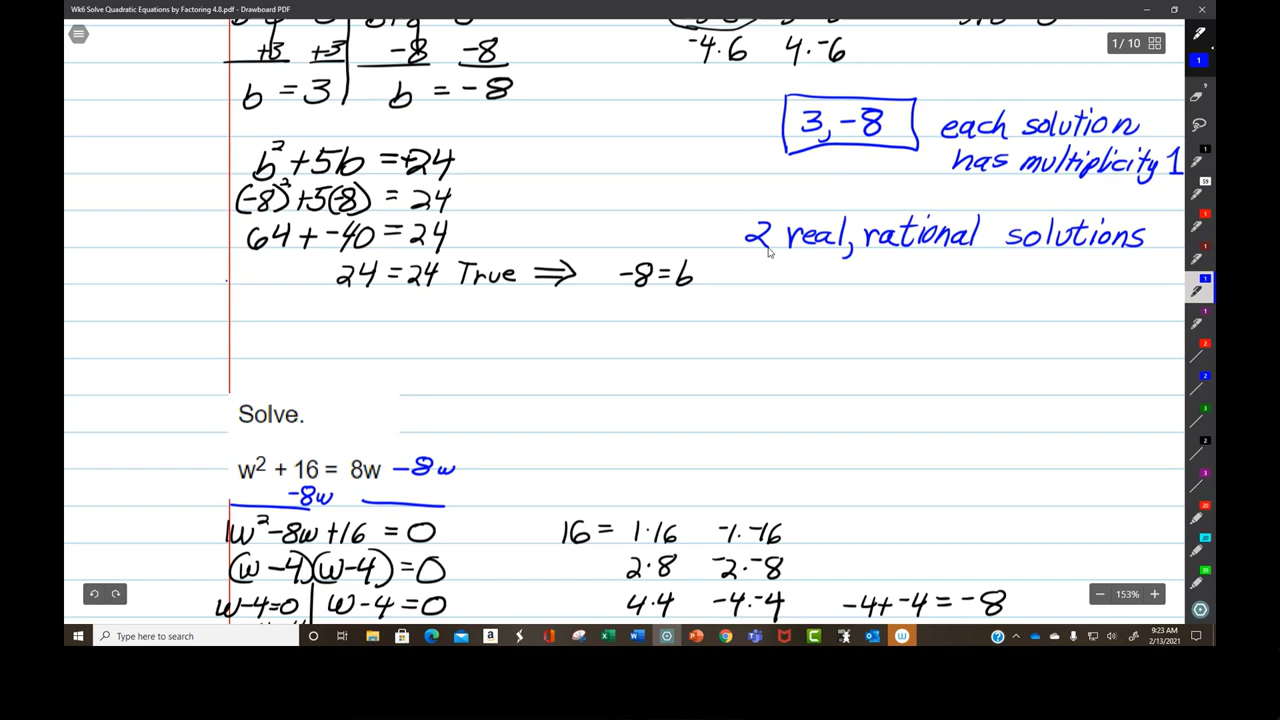 Wk6 Solve Quadratic Equations by Factoring 4.8.pdf - Drawboard PDF
1/10
+3 +3 -8 -8
b = 3 b = -8
-4·6 4·-6
3, -8 each solution
has multiplicity 1
b² + 5b = 24
(-8)² + 5(-8) = 24
64 + -40 = 24
2 real, rational solutions
24 = 24 True ⇒ -8 = b
Solve.
w² + 16 = 8w -8w
-8w
1w² - 8w + 16 = 0 16 = 1·16 -1·-16
(w - 4)(w - 4) = 0 2·8 -2·-8
w - 4 = 0 w - 4 = 0 4·4 -4·-4 -4 + -4 = -8
153%
Type here to search
9:23 AM
2/13/2021